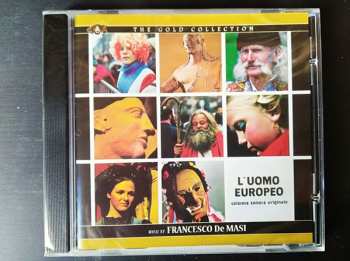 THE GOLD COLLECTION
L'UOMO
EUROPEO
colonna sonora originale
MUSIC BY FRANCESCO De MASI